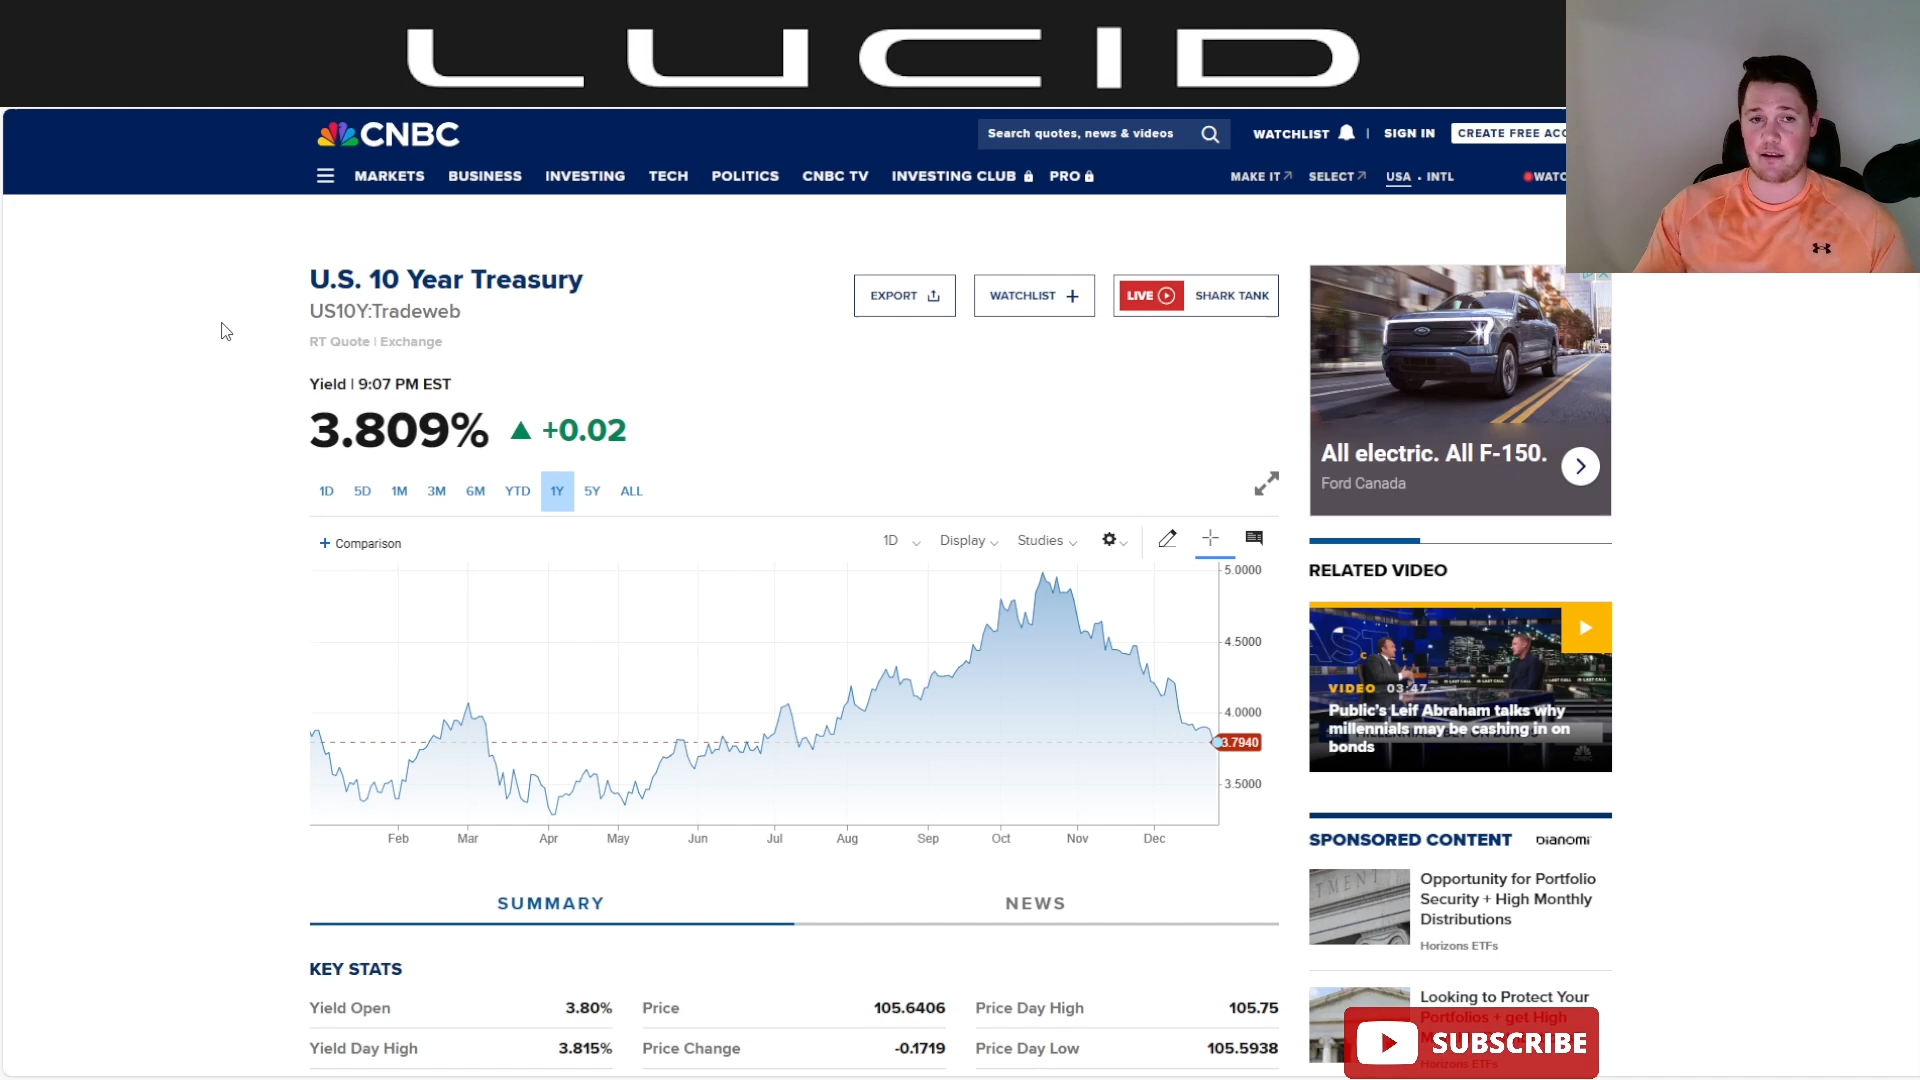 LUCID
CNBC
Search quotes, news & videos
WATCHLIST | SIGN IN CREATE FREE ACC
MARKETS BUSINESS INVESTING TECH POLITICS CNBC TV INVESTING CLUB PRO MAKE IT SELECT USA • INTL WATC
U.S. 10 Year Treasury
US10Y:Tradeweb
RT Quote | Exchange
EXPORT WATCHLIST + LIVE SHARK TANK
Yield | 9:07 PM EST
3.809% ▲ +0.02
1D 5D 1M 3M 6M YTD 1Y 5Y ALL
+ Comparison
1D Display Studies
5.0000
4.5000
4.0000
3.7940
3.5000
Feb Mar Apr May Jun Jul Aug Sep Oct Nov Dec
SUMMARY NEWS
KEY STATS
Yield Open 3.80% Price 105.6406 Price Day High 105.75
Yield Day High 3.815% Price Change -0.1719 Price Day Low 105.5938
All electric. All F-150.
Ford Canada
RELATED VIDEO
VIDEO 03:47
Public's Leif Abraham talks why
millennials may be cashing in on
bonds
SPONSORED CONTENT DIANOMI
Opportunity for Portfolio
Security + High Monthly
Distributions
Horizons ETFs
Looking to Protect Your
Portfolios + get High
Horizons ETFs
SUBSCRIBE